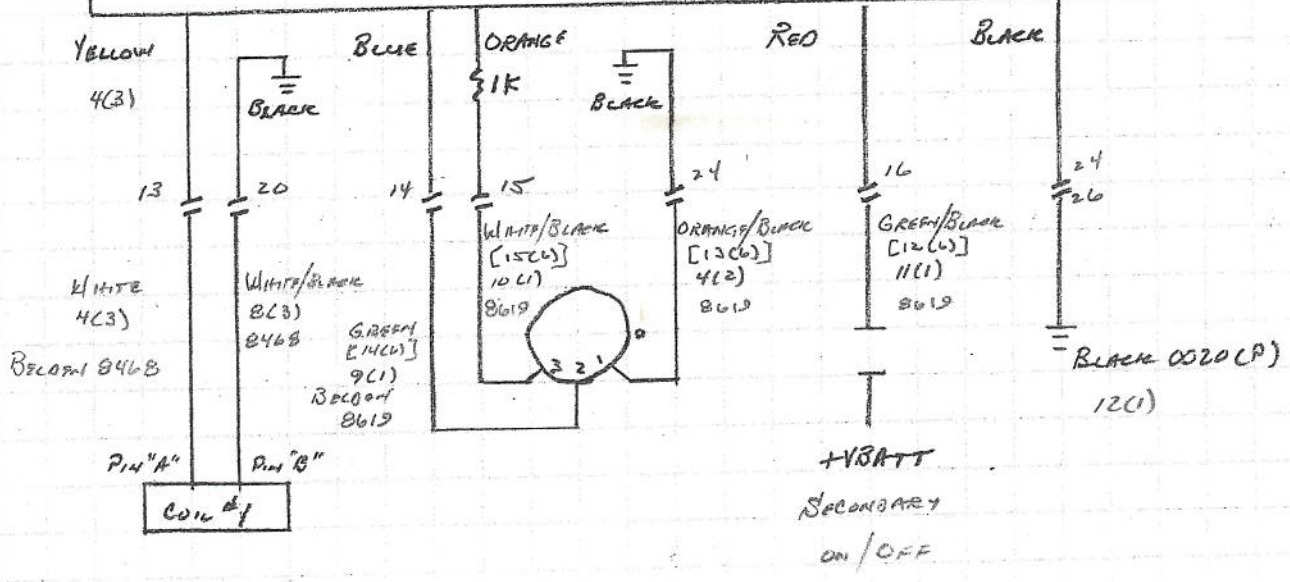 YELLOW
4(3)
BLACK
BLUE
ORANGE
1K
BLACK
RED
BLACK
13
20
14
15
24
16
24
26
WHITE
4(3)
BELDEN 8468
WHITE/BLACK
8(3)
8468
GREEN
[14(6)]
9(1)
BELDEN
8619
WHITE/BLACK
[15(6)]
10(1)
8619
3 2 1
ORANGE/BLACK
[13(6)]
4(2)
8619
GREEN/BLACK
[12(6)]
11(1)
8619
BLACK 0020(P)
12(1)
PIN "A"
PIN "B"
COIL #1
+VBATT
SECONDARY
ON/OFF